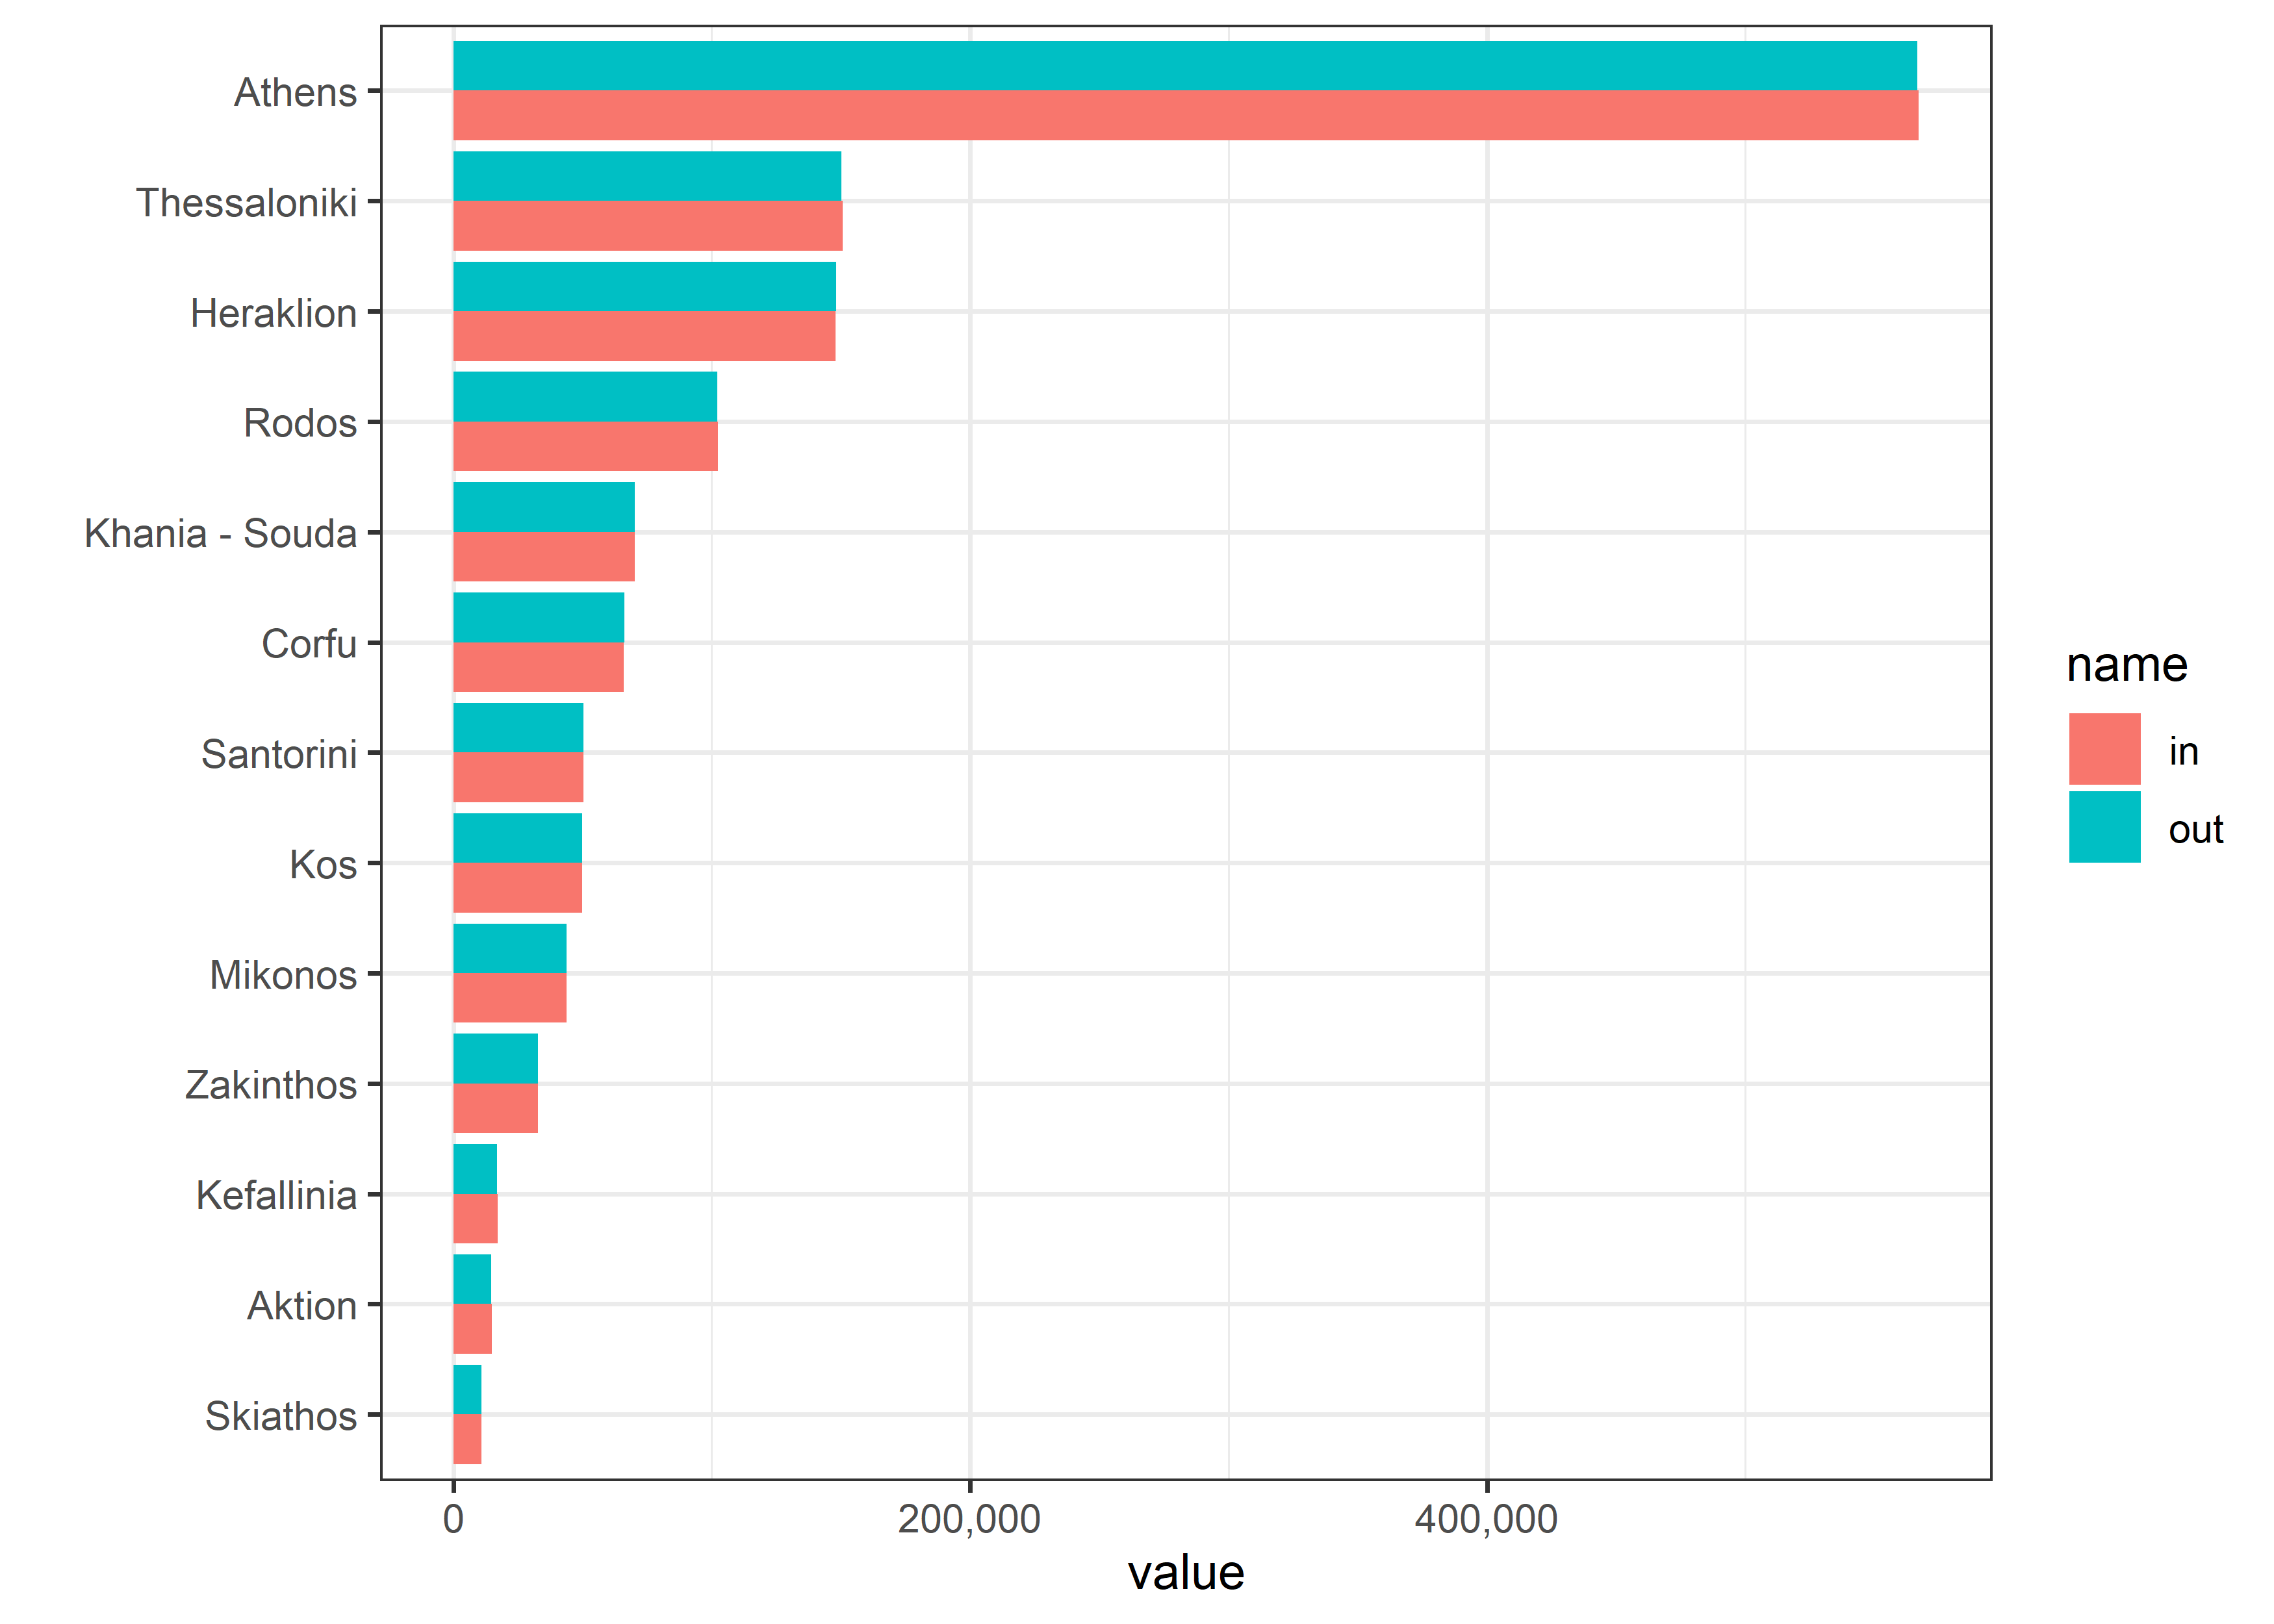 Athens
Thessaloniki
Heraklion
Rodos
Khania - Souda
Corfu
Santorini
Kos
Mikonos
Zakinthos
Kefallinia
Aktion
Skiathos
0 200,000 400,000
value
name
in
out